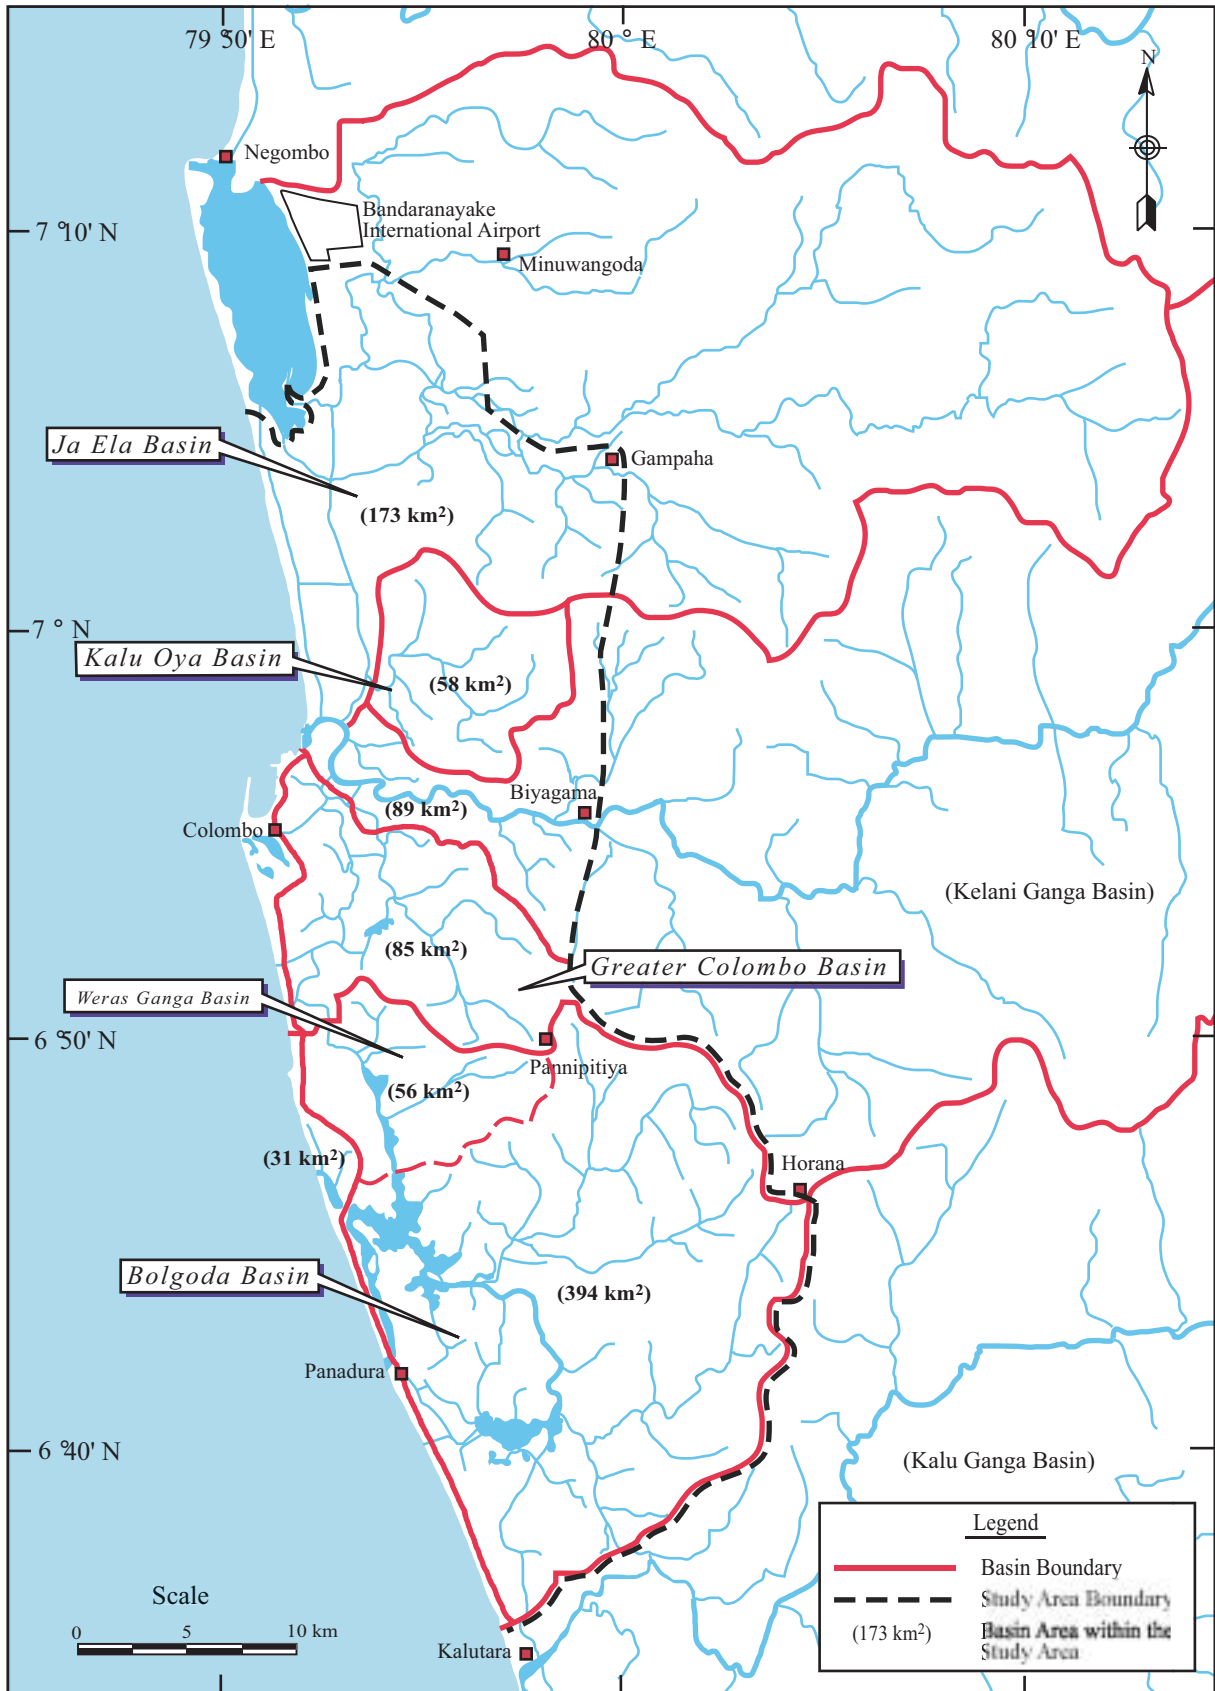 79 50' E
80 ° E
80 10' E
N
Negombo
Bandaranayake
International Airport
7 °10' N
Minuwangoda
Ja Ela Basin
Gampaha
(173 km²)
7 ° N
Kalu Oya Basin
(58 km²)
Biyagama
(89 km²)
Colombo
(Kelani Ganga Basin)
(85 km²)
Greater Colombo Basin
Weras Ganga Basin
6 °50' N
Pannipitiya
(56 km²)
(31 km²)
Horana
Bolgoda Basin
(394 km²)
Panadura
6 °40' N
(Kalu Ganga Basin)
Legend
Basin Boundary
Study Area Boundary
(173 km²) Basin Area within the
Study Area
Scale
0 5 10 km
Kalutara